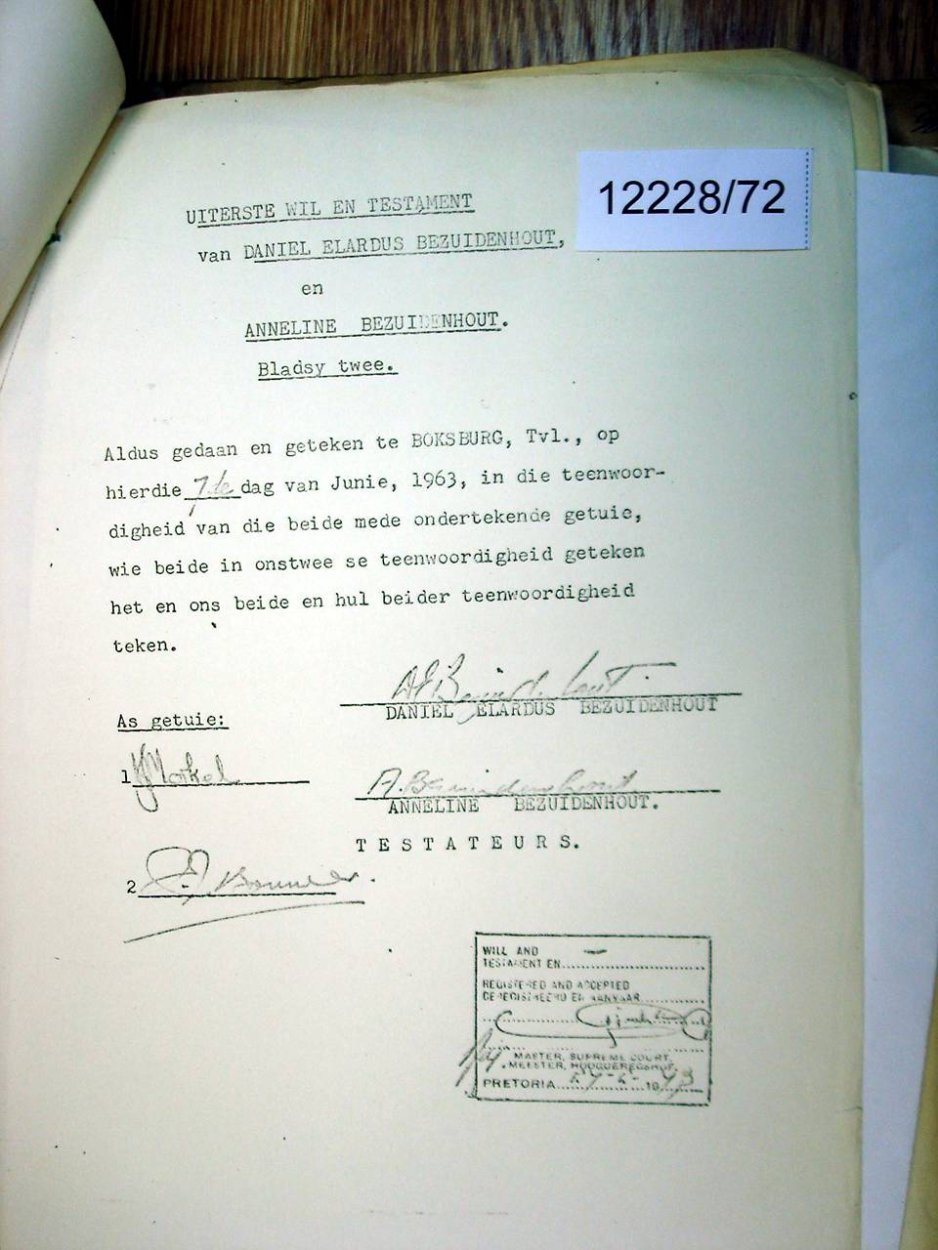 12228/72
UITERSTE WIL EN TESTAMENT
van DANIEL ELARDUS BEZUIDENHOUT,
en
ANNELINE BEZUIDENHOUT.
Bladsy twee.
Aldus gedaan en geteken te BOKSBURG, Tvl., op
hierdie 7de dag van Junie, 1963, in die teenwoor-
digheid van die beide mede ondertekende getuie,
wie beide in onstwee se teenwoordigheid geteken
het en ons beide en hul beider teenwoordigheid
teken.
DANIEL ELARDUS BEZUIDENHOUT
As getuie:
1
A. Bezuidenhout
ANNELINE BEZUIDENHOUT.
TESTATEURS.
2
WILL AND
TESTAMENT EN
REGISTERED AND ACCEPTED
GEREGISTREERD EN AANVAAR
MASTER, SUPREME COURT,
MEESTER, HOOGGEREGSHOF,
PRETORIA 1973